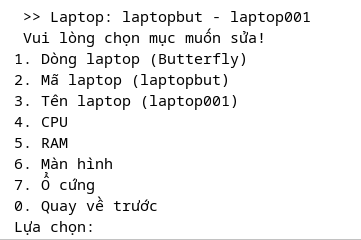 >> Laptop: laptopbut - laptop001
Vui lòng chọn mục muốn sửa!
1. Dòng laptop (Butterfly)
2. Mã laptop (laptopbut)
3. Tên laptop (laptop001)
4. CPU
5. RAM
6. Màn hình
7. Ổ cứng
0. Quay về trước
Lựa chọn: